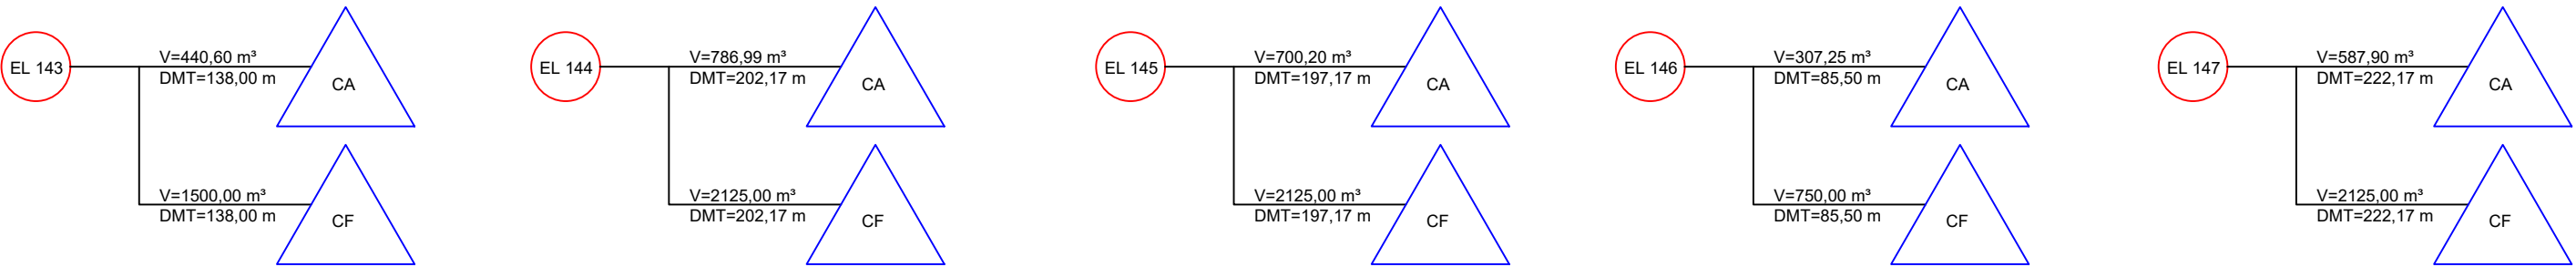 EL 143
V=440,60 m³
DMT=138,00 m
CA
V=1500,00 m³
DMT=138,00 m
CF
EL 144
V=786,99 m³
DMT=202,17 m
CA
V=2125,00 m³
DMT=202,17 m
CF
EL 145
V=700,20 m³
DMT=197,17 m
CA
V=2125,00 m³
DMT=197,17 m
CF
EL 146
V=307,25 m³
DMT=85,50 m
CA
V=750,00 m³
DMT=85,50 m
CF
EL 147
V=587,90 m³
DMT=222,17 m
CA
V=2125,00 m³
DMT=222,17 m
CF